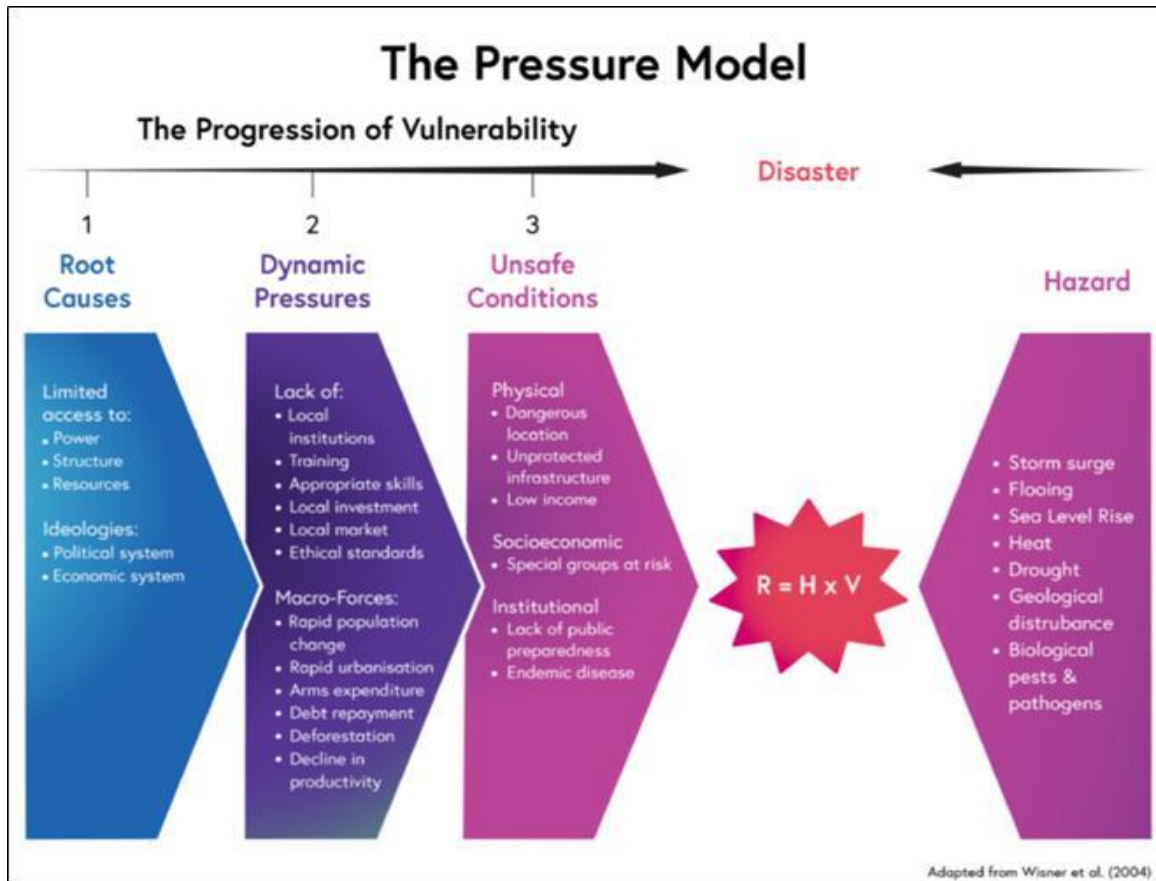 The Pressure Model
The Progression of Vulnerability
Disaster
1
2
3
Root
Causes
Dynamic
Pressures
Unsafe
Conditions
Hazard
Limited
access to:
• Power
• Structure
• Resources
Ideologies:
• Political system
• Economic system
Lack of:
• Local
institutions
• Training
• Appropriate skills
• Local investment
• Local market
• Ethical standards
Macro-Forces:
• Rapid population
change
• Rapid urbanisation
• Arms expenditure
• Debt repayment
• Deforestation
• Decline in
productivity
Physical
• Dangerous
location
• Unprotected
infrastructure
• Low income
Socioeconomic
• Special groups at risk
Institutional
• Lack of public
preparedness
• Endemic disease
R = H x V
• Storm surge
• Flooing
• Sea Level Rise
• Heat
• Drought
• Geological
distrubance
• Biological
pests &
pathogens
Adapted from Wisner et al. (2004)